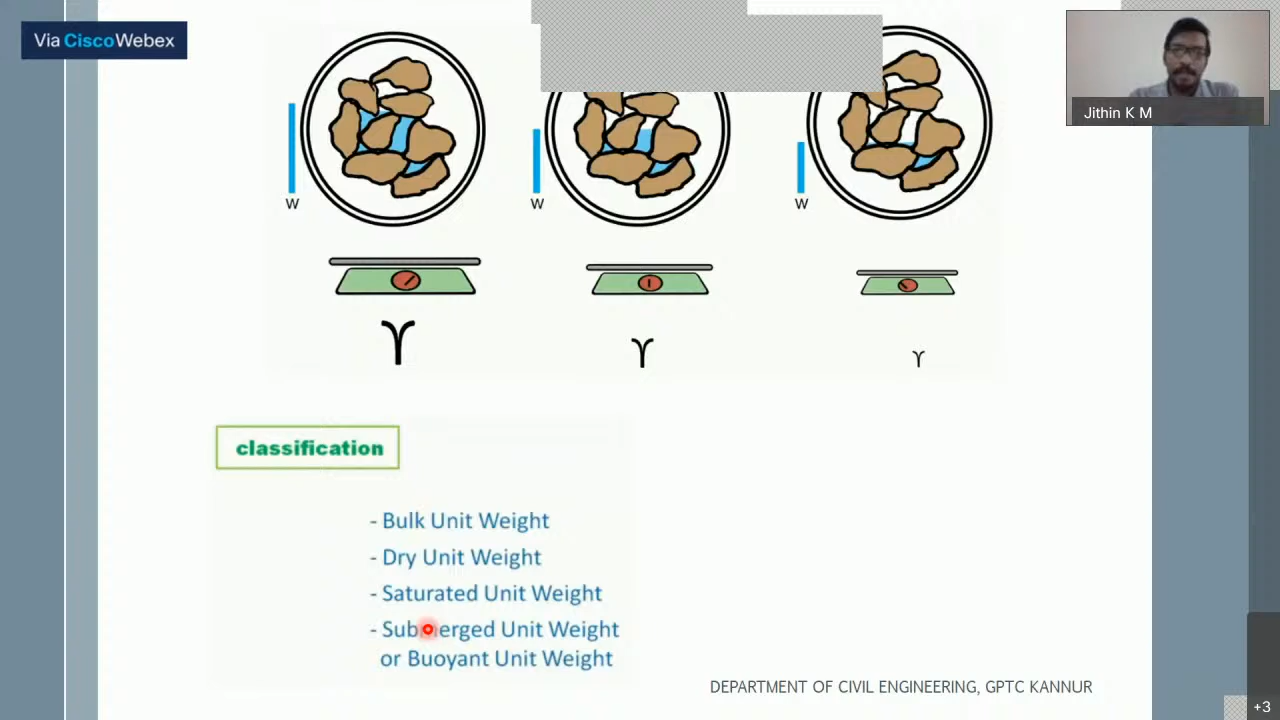 Via CiscoWebex
Jithin K M
W
W
W
ϒ
ϒ
ϒ
classification
- Bulk Unit Weight
- Dry Unit Weight
- Saturated Unit Weight
- Submerged Unit Weight
or Buoyant Unit Weight
DEPARTMENT OF CIVIL ENGINEERING, GPTC KANNUR
+3